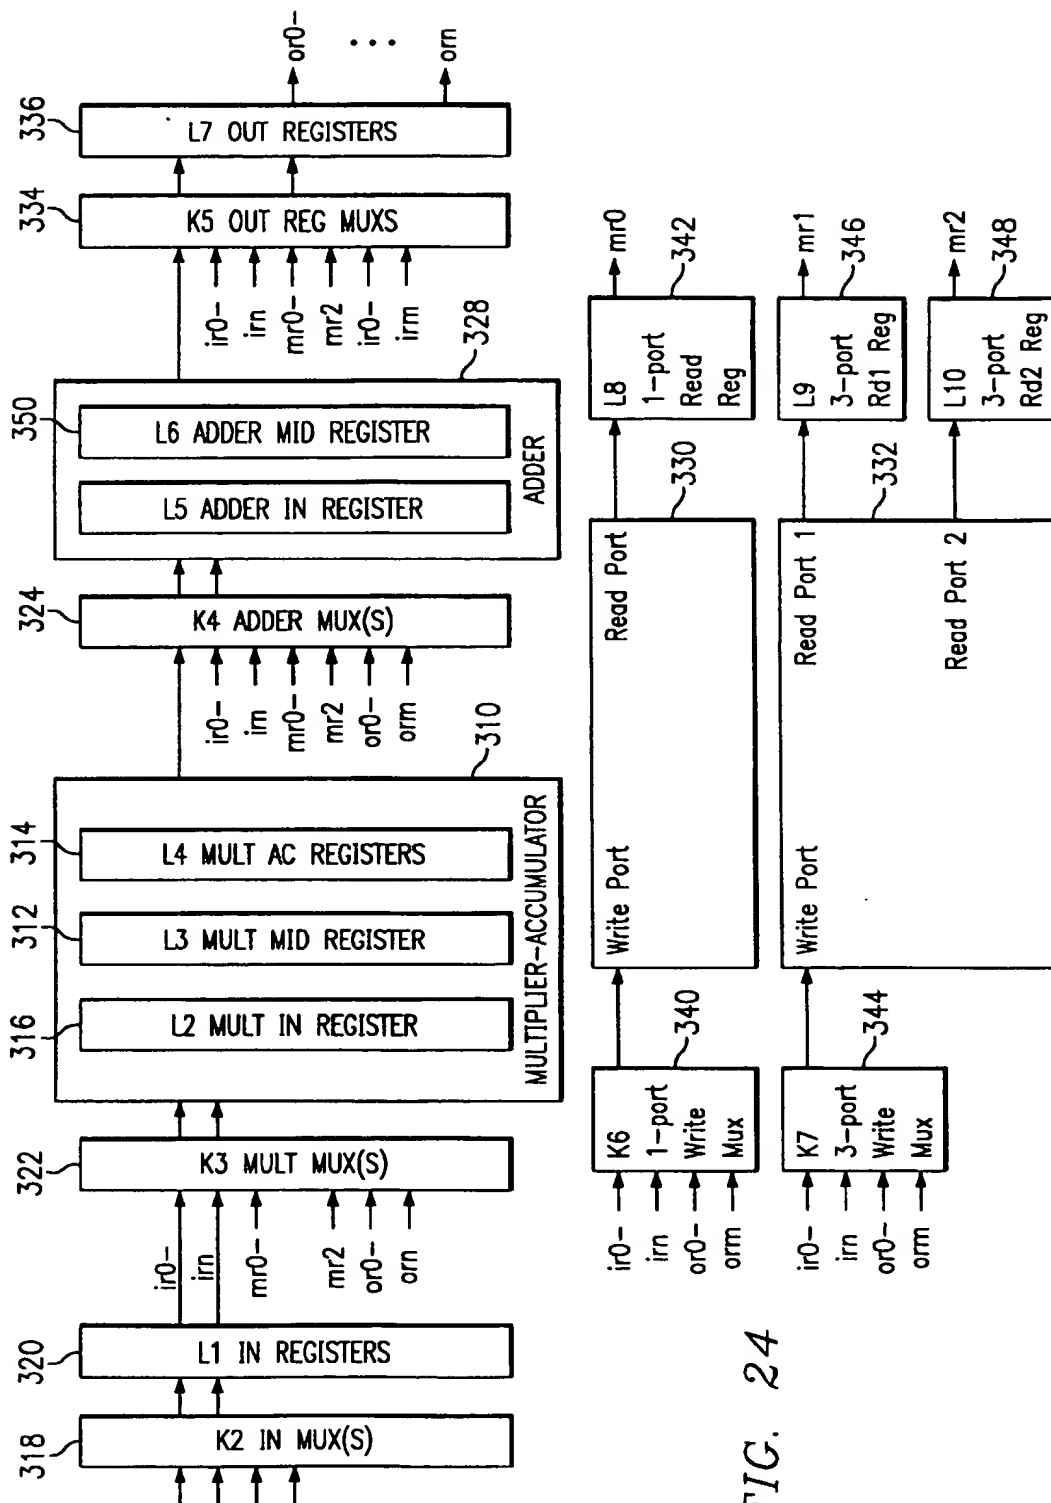 318
K2 IN MUX(S)
320
L1 IN REGISTERS
ir0-
irn
mr0-
mr2
or0-
orn
322
K3 MULT MUX(S)
316
L2 MULT IN REGISTER
312
L3 MULT MID REGISTER
314
L4 MULT AC REGISTERS
MULTIPLIER-ACCUMULATOR
310
ir0-
irn
mr0-
mr2
or0-
orm
324
K4 ADDER MUX(S)
L5 ADDER IN REGISTER
350
L6 ADDER MID REGISTER
ADDER
328
ir0-
irn
mr0-
mr2
ir0-
irm
334
K5 OUT REG MUXS
336
L7 OUT REGISTERS
or0-
orn
ir0-
irn
or0-
orm
K6
1-port
Write
Mux
340
Write Port
Read Port
330
L8
1-port
Read
Reg
342
mr0
ir0-
irn
or0-
orm
K7
3-port
Write
Mux
344
Write Port
Read Port 1
Read Port 2
332
L9
3-port
Rd1 Reg
346
mr1
L10
3-port
Rd2 Reg
348
mr2
FIG. 24